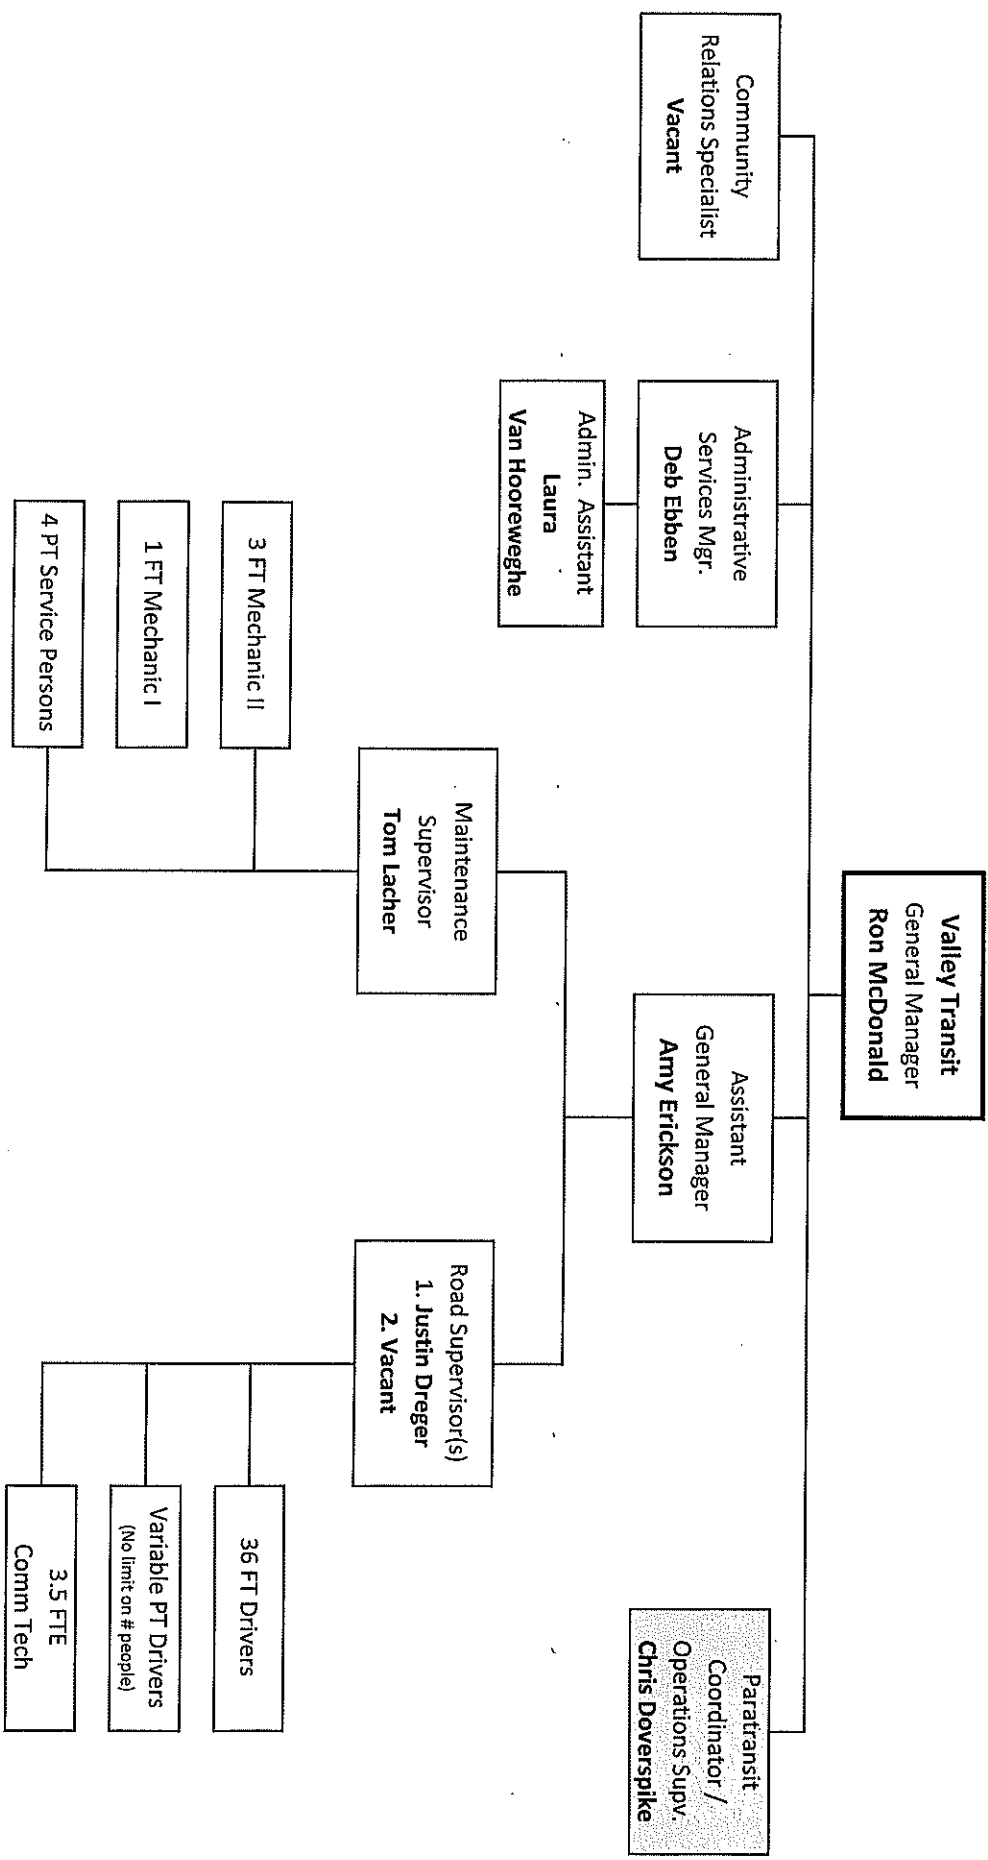 Valley Transit
General Manager
Ron McDonald
Community
Relations Specialist
Vacant
Administrative
Services Mgr.
Deb Ebben
Admin. Assistant
Laura
Van Hooreweghe
Assistant
General Manager
Amy Erickson
Paratransit
Coordinator /
Operations Supv.
Chris Doverspike
Maintenance
Supervisor
Tom Lacher
3 FT Mechanic II
1 FT Mechanic I
4 PT Service Persons
Road Supervisor(s)
1. Justin Dreger
2. Vacant
36 FT Drivers
Variable PT Drivers
(No limit on # people)
3.5 FTE
Comm Tech